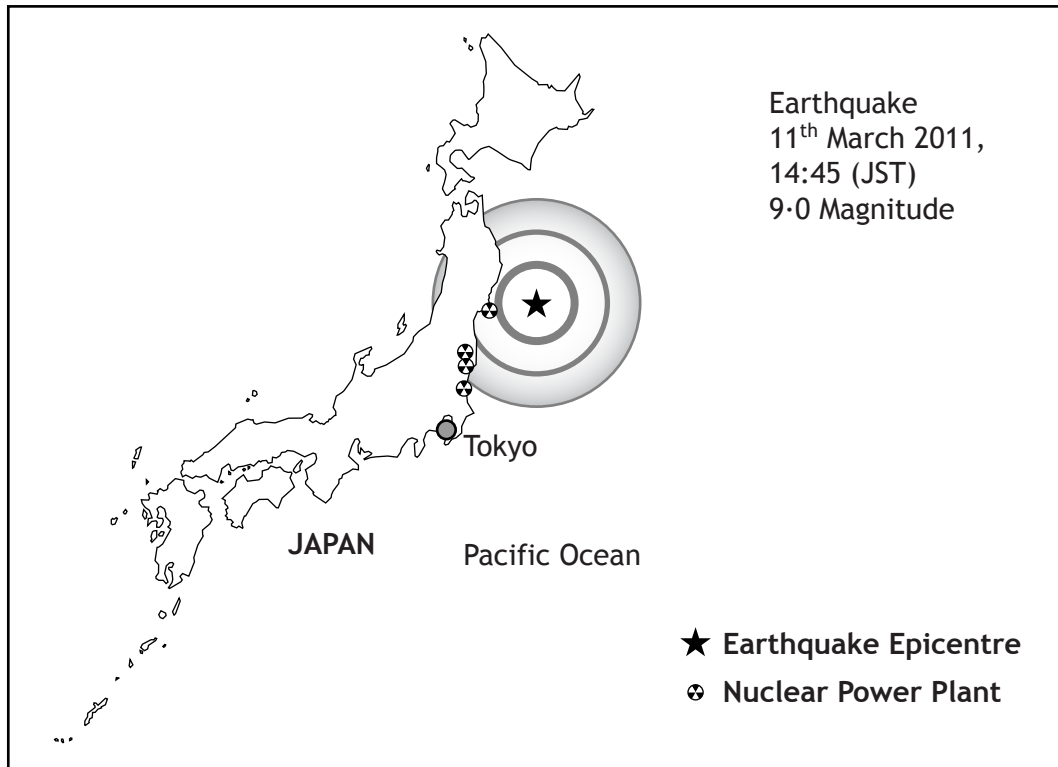 Earthquake
11th March 2011,
14:45 (JST)
9·0 Magnitude
Tokyo
JAPAN
Pacific Ocean
Earthquake Epicentre
Nuclear Power Plant